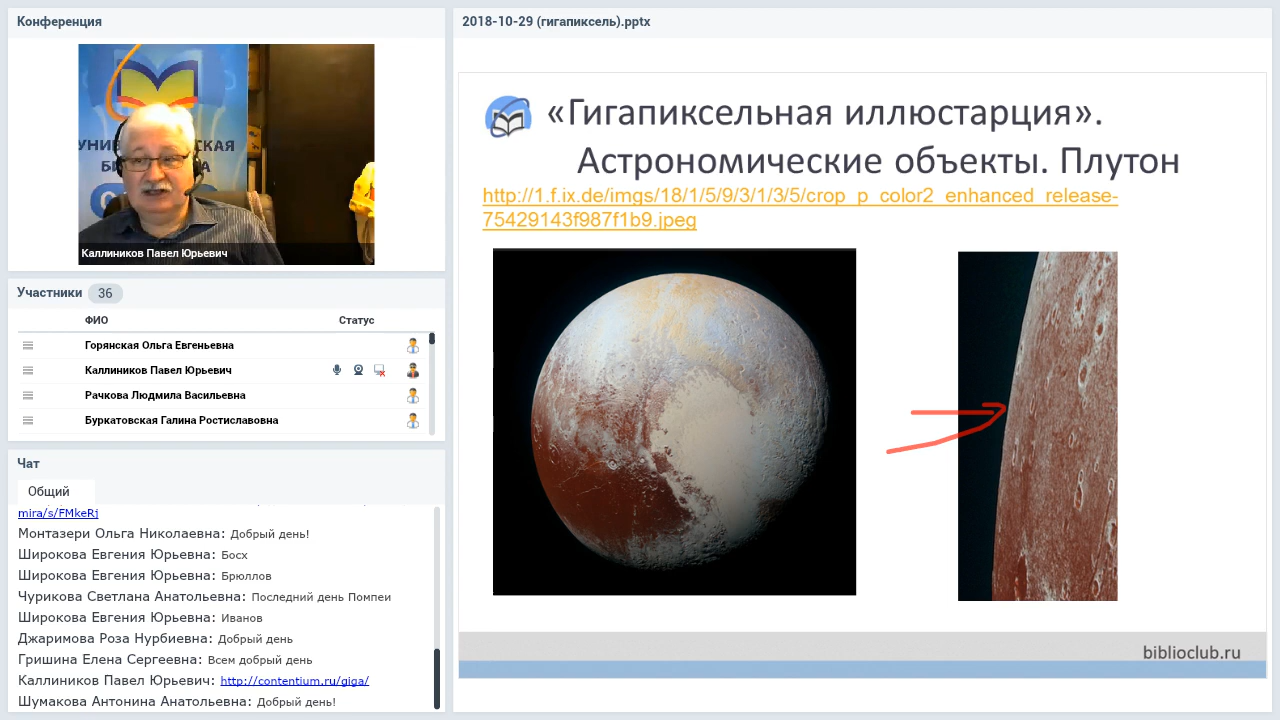 Конференция
УНИ
СКАЯ
Каллиников Павел Юрьевич
Участники 36
ФИО Статус
Горянская Ольга Евгеньевна
Каллиников Павел Юрьевич
Рачкова Людмила Васильевна
Буркатовская Галина Ростиславовна
Чат
Общий
mira/s/FMkeRj
Монтазери Ольга Николаевна: Добрый день!
Широкова Евгения Юрьевна: Босх
Широкова Евгения Юрьевна: Брюллов
Чурикова Светлана Анатольевна: Последний день Помпеи
Широкова Евгения Юрьевна: Иванов
Джаримова Роза Нурбиевна: Добрый день
Гришина Елена Сергеевна: Всем добрый день
Каллиников Павел Юрьевич: http://contentium.ru/giga/
Шумакова Антонина Анатольевна: Добрый день!
2018-10-29 (гигапиксель).pptx
«Гигапиксельная иллюстарция».
Астрономические объекты. Плутон
http://1.f.ix.de/imgs/18/1/5/9/3/1/3/5/crop_p_color2_enhanced_release-
75429143f987f1b9.jpeg
biblioclub.ru